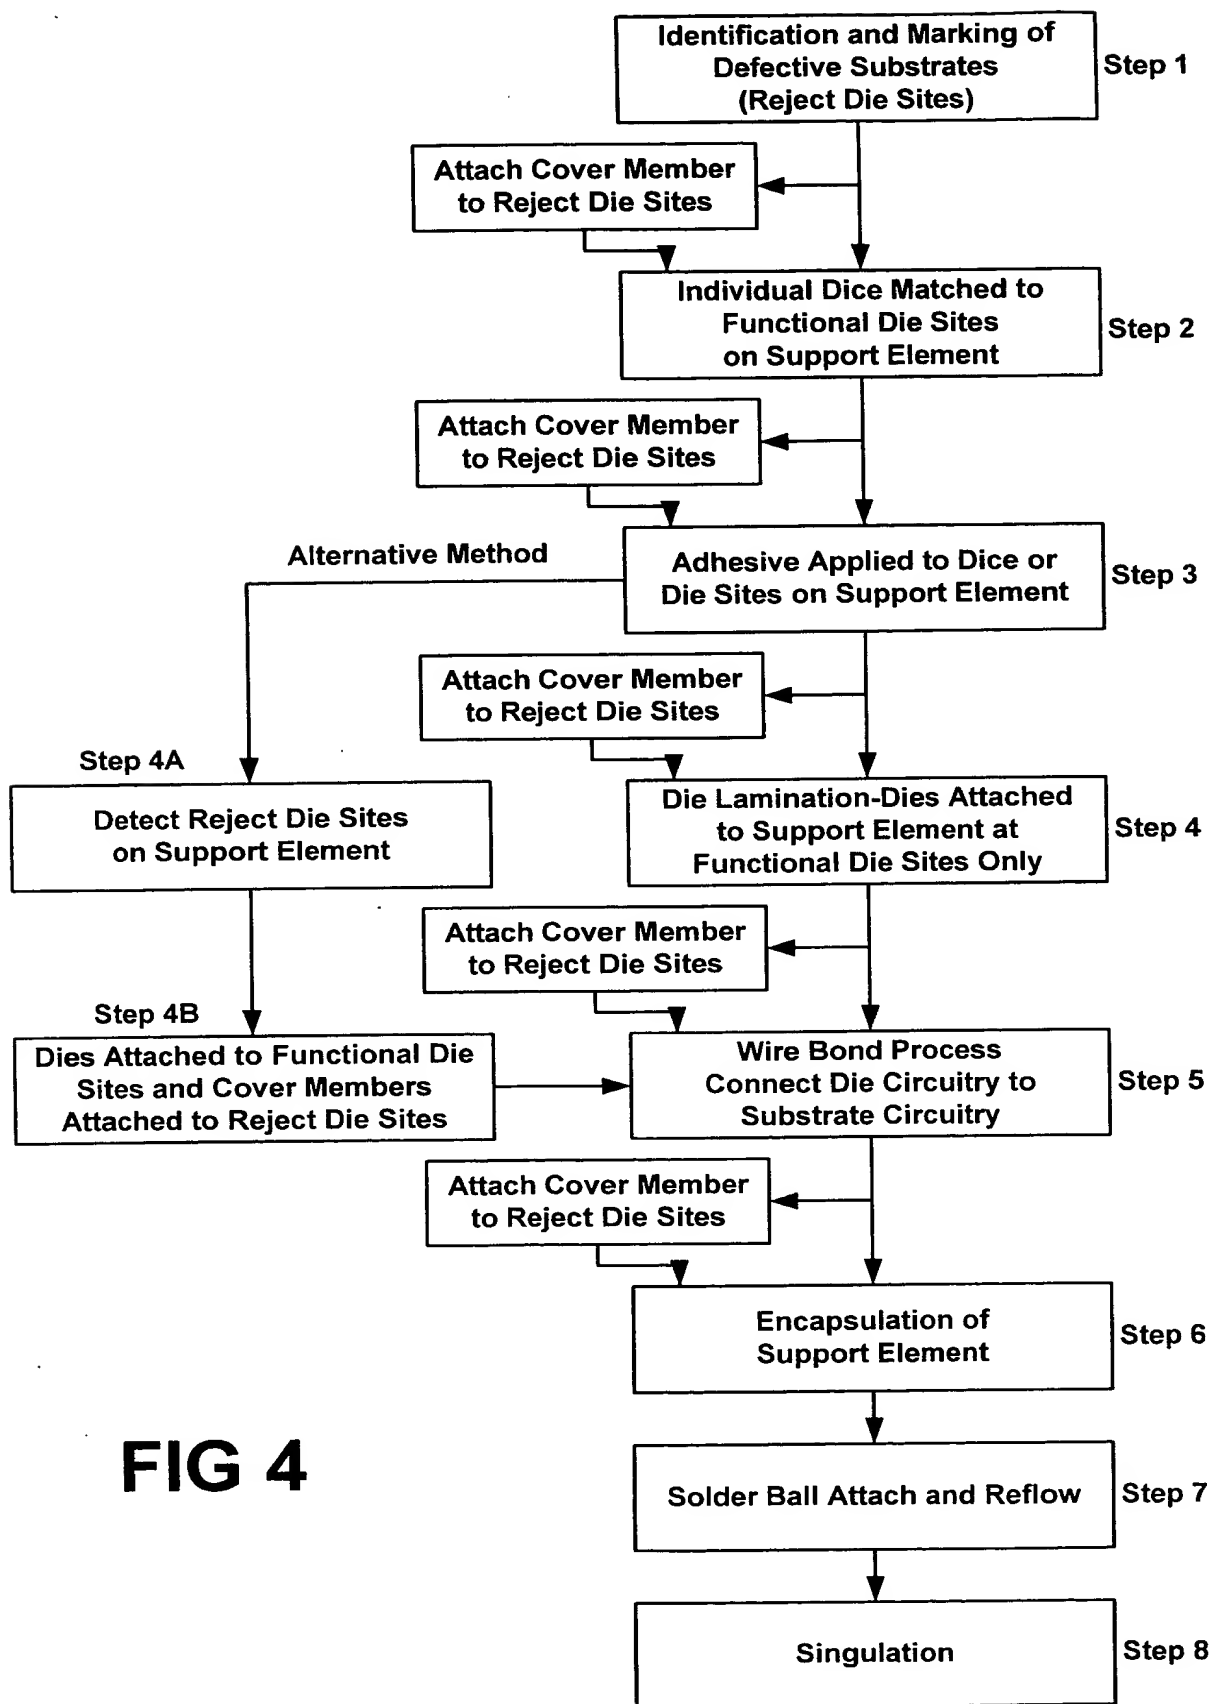 Identification and Marking of
Defective Substrates
(Reject Die Sites)
Step 1
Attach Cover Member
to Reject Die Sites
Individual Dice Matched to
Functional Die Sites
on Support Element
Step 2
Attach Cover Member
to Reject Die Sites
Alternative Method
Adhesive Applied to Dice or
Die Sites on Support Element
Step 3
Attach Cover Member
to Reject Die Sites
Step 4A
Detect Reject Die Sites
on Support Element
Die Lamination-Dies Attached
to Support Element at
Functional Die Sites Only
Step 4
Attach Cover Member
to Reject Die Sites
Step 4B
Dies Attached to Functional Die
Sites and Cover Members
Attached to Reject Die Sites
Wire Bond Process
Connect Die Circuitry to
Substrate Circuitry
Step 5
Attach Cover Member
to Reject Die Sites
Encapsulation of
Support Element
Step 6
FIG 4
Solder Ball Attach and Reflow
Step 7
Singulation
Step 8